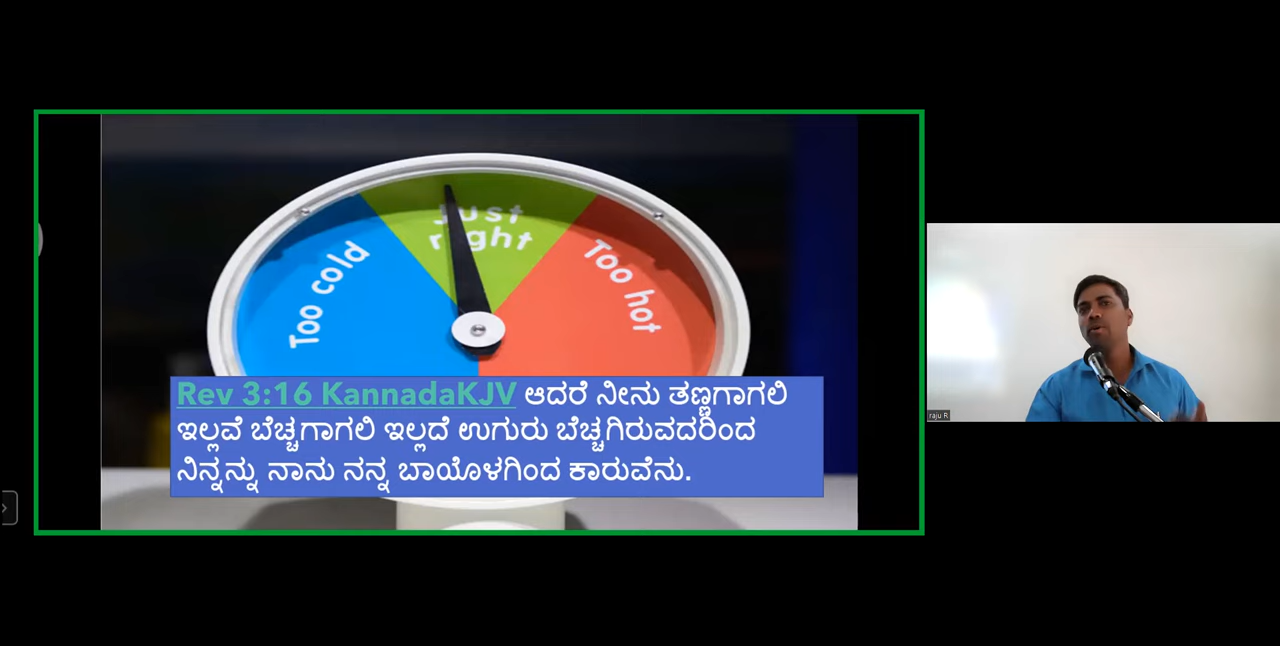 Too cold
Just
right
Too hot
Rev 3:16 KannadaKJV ಆದರೆ ನೀನು ತಣ್ಣಗಾಗಲಿ
ಇಲ್ಲವೆ ಬೆಚ್ಚಗಾಗಲಿ ಇಲ್ಲದೆ ಉಗುರು ಬೆಚ್ಚಗಿರುವದರಿಂದ
ನಿನ್ನನ್ನು ನಾನು ನನ್ನ ಬಾಯೊಳಗಿಂದ ಕಾರುವೆನು.
raju R